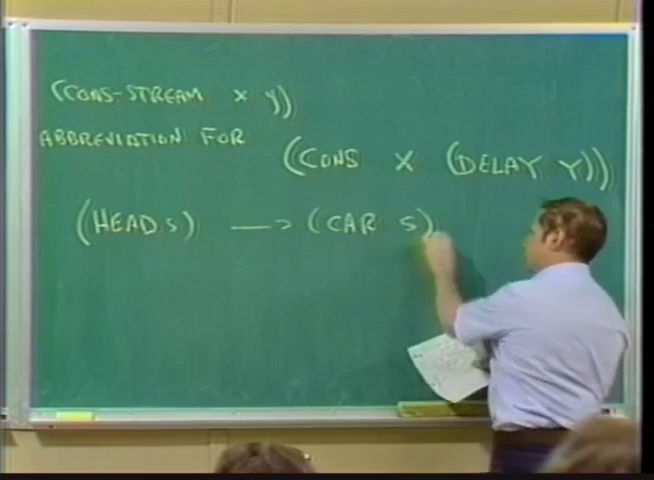 (CONS-STREAM X Y))
ABBREVIATION FOR
(CONS X (DELAY Y)))
(HEAD S) —> (CAR S)